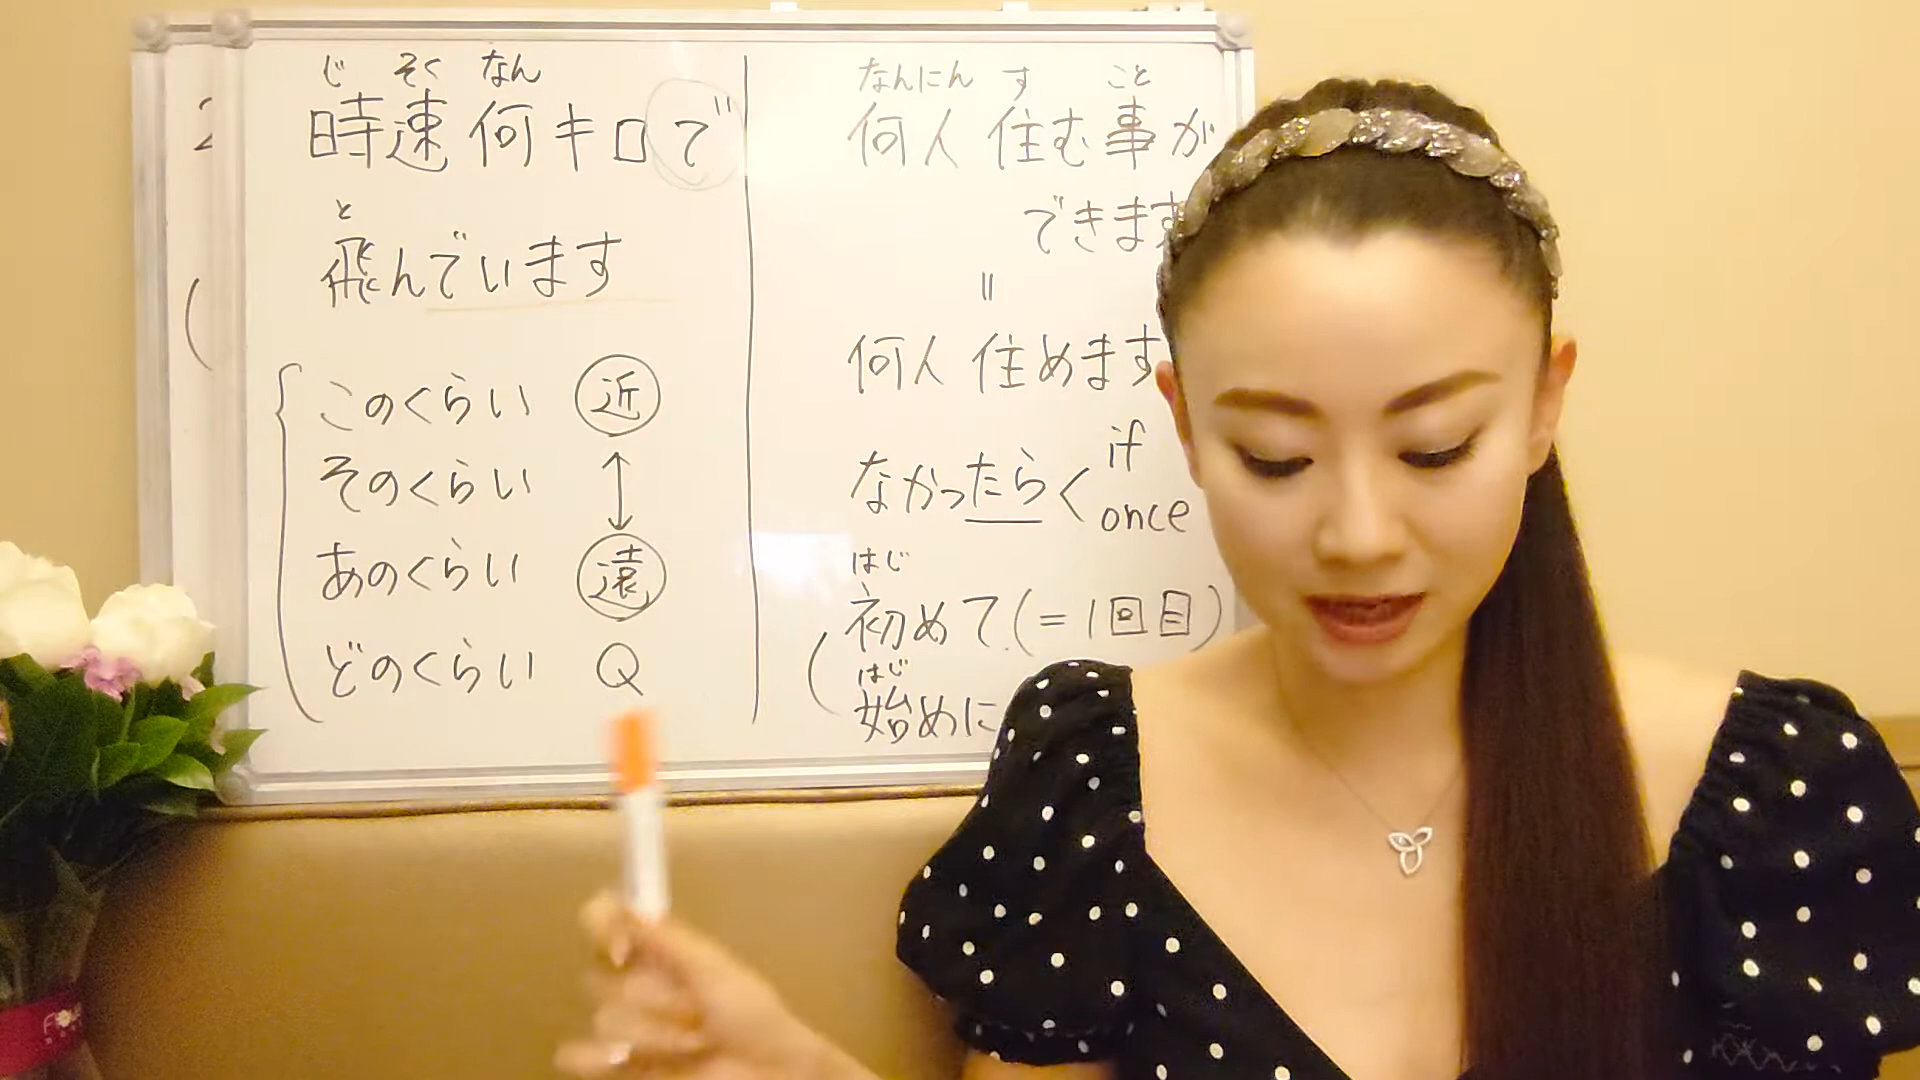 じ そく なん
時速何キロで
と
飛んでいます
このくらい 近
そのくらい
あのくらい 遠
どのくらい Q
なんにん す こと
何人 住む事が
できます
=
何人 住めます
なかったら< if
once
はじ
初めて(=1回目)
はじ
(始めに
2
(